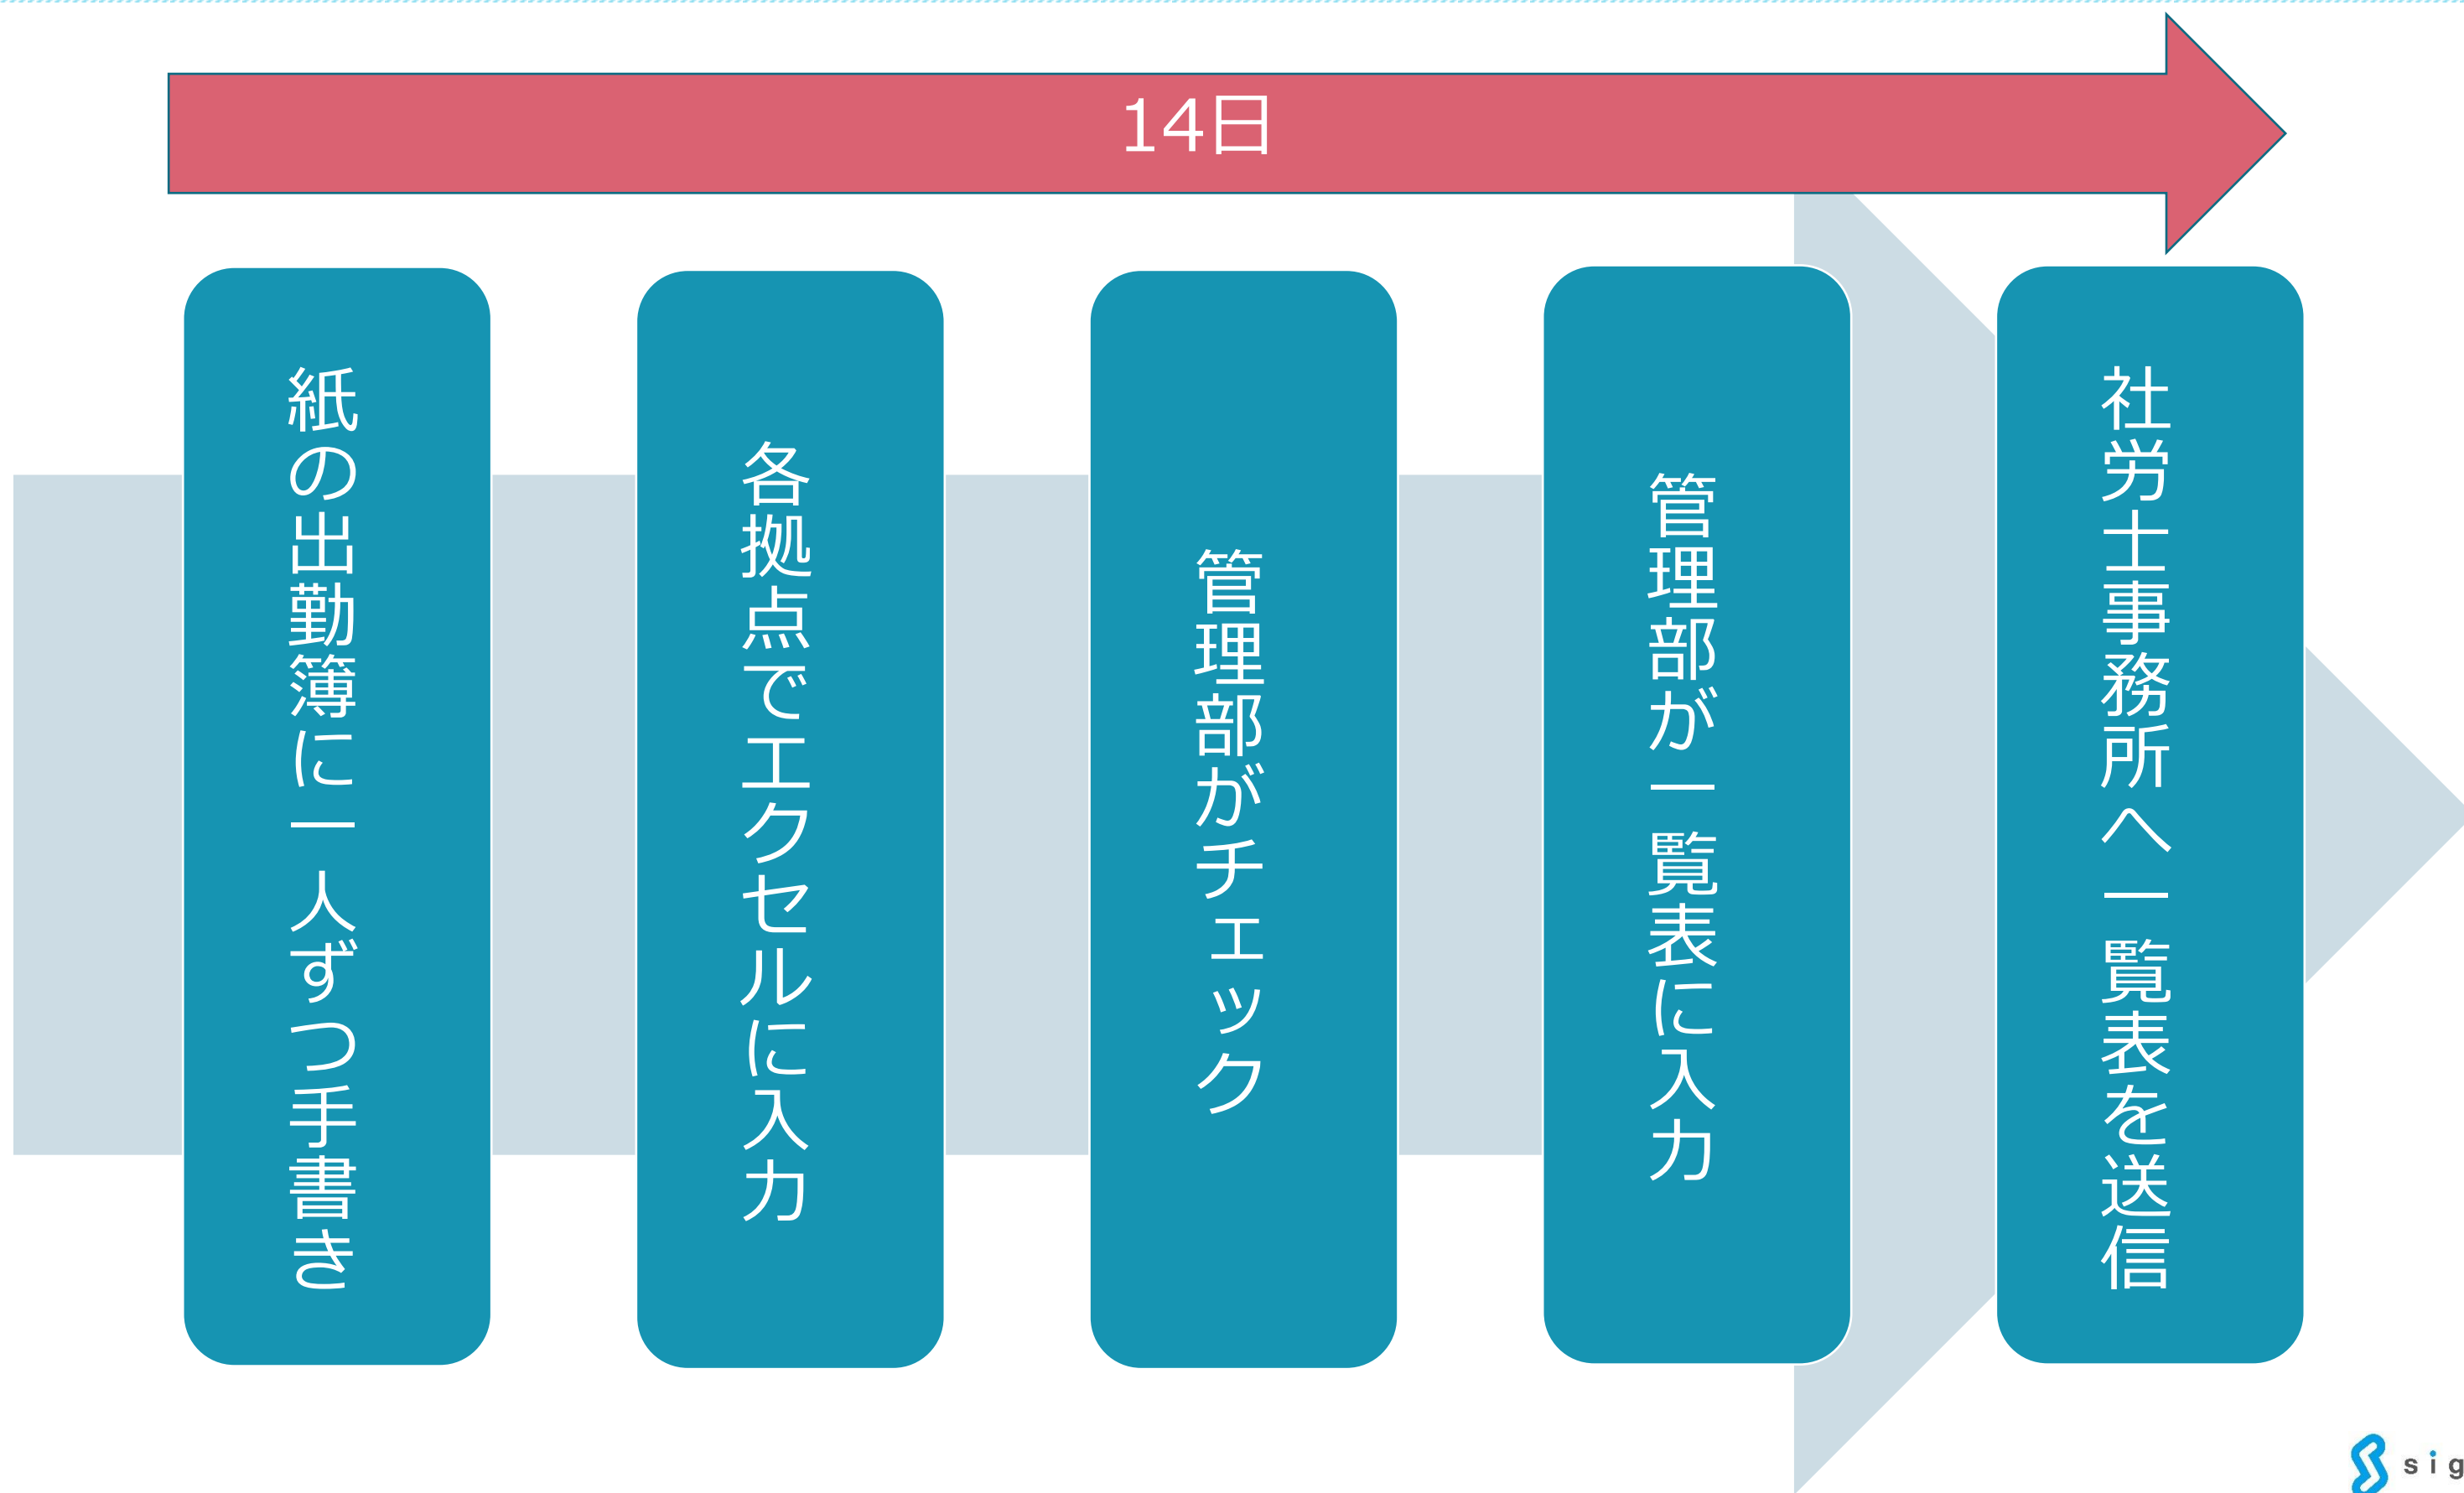 14日
紙の出勤簿に一人ずつ手書き
各拠点でエクセルに入力
管理部がチェック
管理部が一覧表に入力
社労士事務所へ一覧表を送信
sig